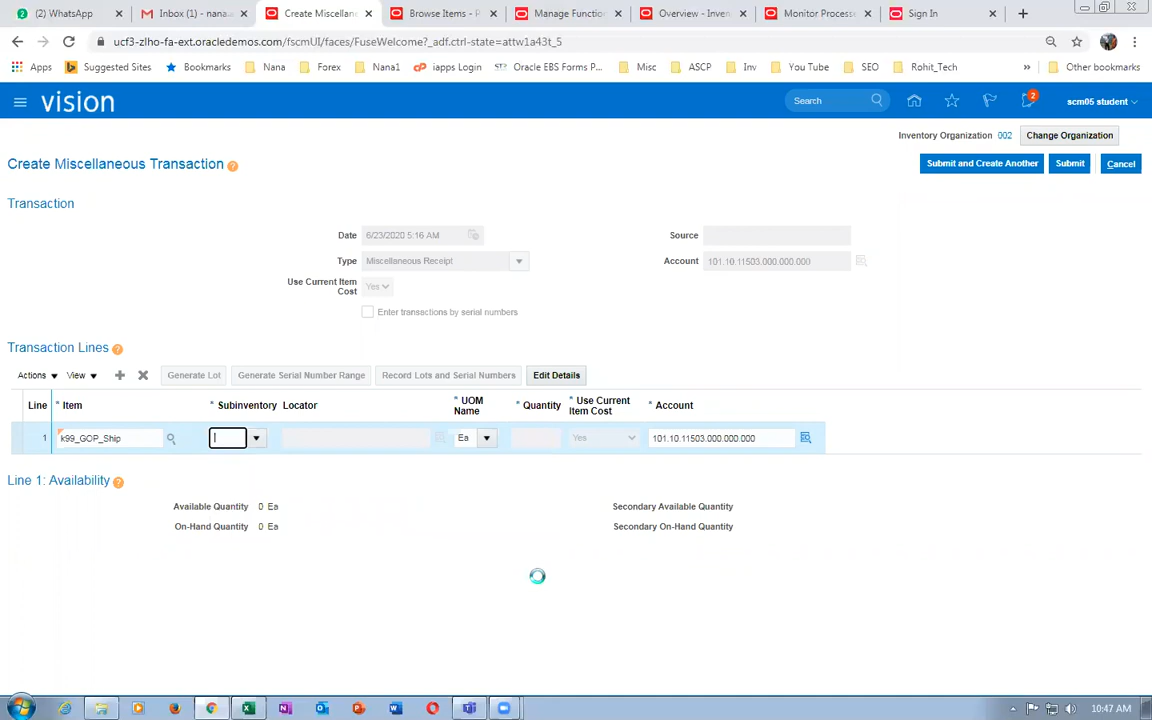 (2) WhatsApp
Inbox (1) - nanaa
Create Miscellane
Browse Items - P
Manage Functio
Overview - Inven
Monitor Processe
Sign In
ucf3-zlho-fa-ext.oracledemos.com/fscmUI/faces/FuseWelcome?_adf.ctrl-state=attw1a43t_5
Apps
Suggested Sites
Bookmarks
Nana
Forex
Nana1
iapps Login
Oracle EBS Forms P...
Misc
ASCP
Inv
You Tube
SEO
Rohit_Tech
»
Other bookmarks
vision
Search
2
scm05 student
Inventory Organization 002
Change Organization
Create Miscellaneous Transaction
Submit and Create Another
Submit
Cancel
Transaction
Date 6/23/2020 5:16 AM
Source
Type Miscellaneous Receipt
Account 101.10.11503.000.000.000
Use Current Item
Cost
Yes
Enter transactions by serial numbers
Transaction Lines
Actions
View
Generate Lot
Generate Serial Number Range
Record Lots and Serial Numbers
Edit Details
Line
* Item
* Subinventory
Locator
* UOM
Name
* Quantity
* Use Current
Item Cost
* Account
1
k99_GOP_Ship
Ea
Yes
101.10.11503.000.000.000
Line 1: Availability
Available Quantity 0 Ea
Secondary Available Quantity
On-Hand Quantity 0 Ea
Secondary On-Hand Quantity
10:47 AM